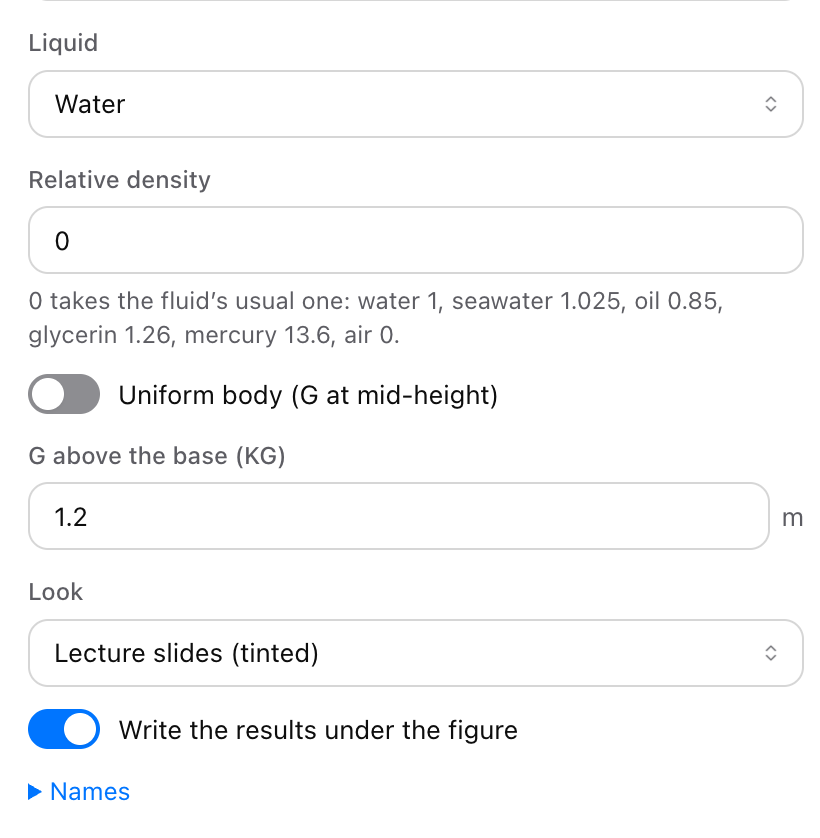 Liquid
Water
Relative density
0
0 takes the fluid’s usual one: water 1, seawater 1.025, oil 0.85,
glycerin 1.26, mercury 13.6, air 0.
Uniform body (G at mid-height)
G above the base (KG)
1.2 m
Look
Lecture slides (tinted)
Write the results under the figure
Names